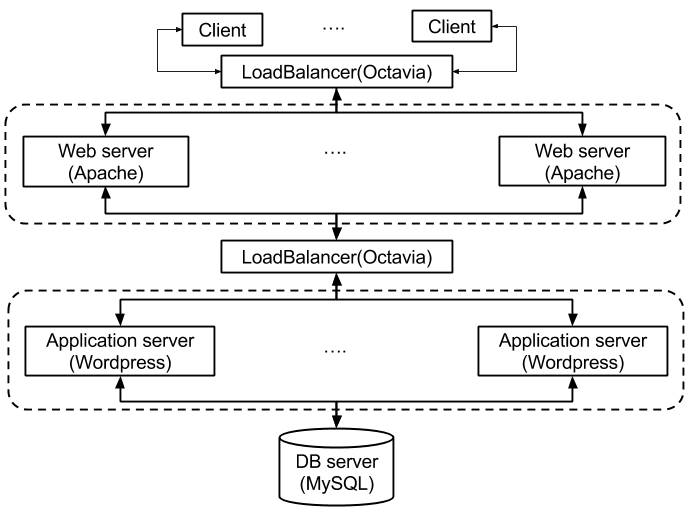 Client
....
Client
LoadBalancer(Octavia)
Web server
(Apache)
....
Web server
(Apache)
LoadBalancer(Octavia)
Application server
(Wordpress)
....
Application server
(Wordpress)
DB server
(MySQL)